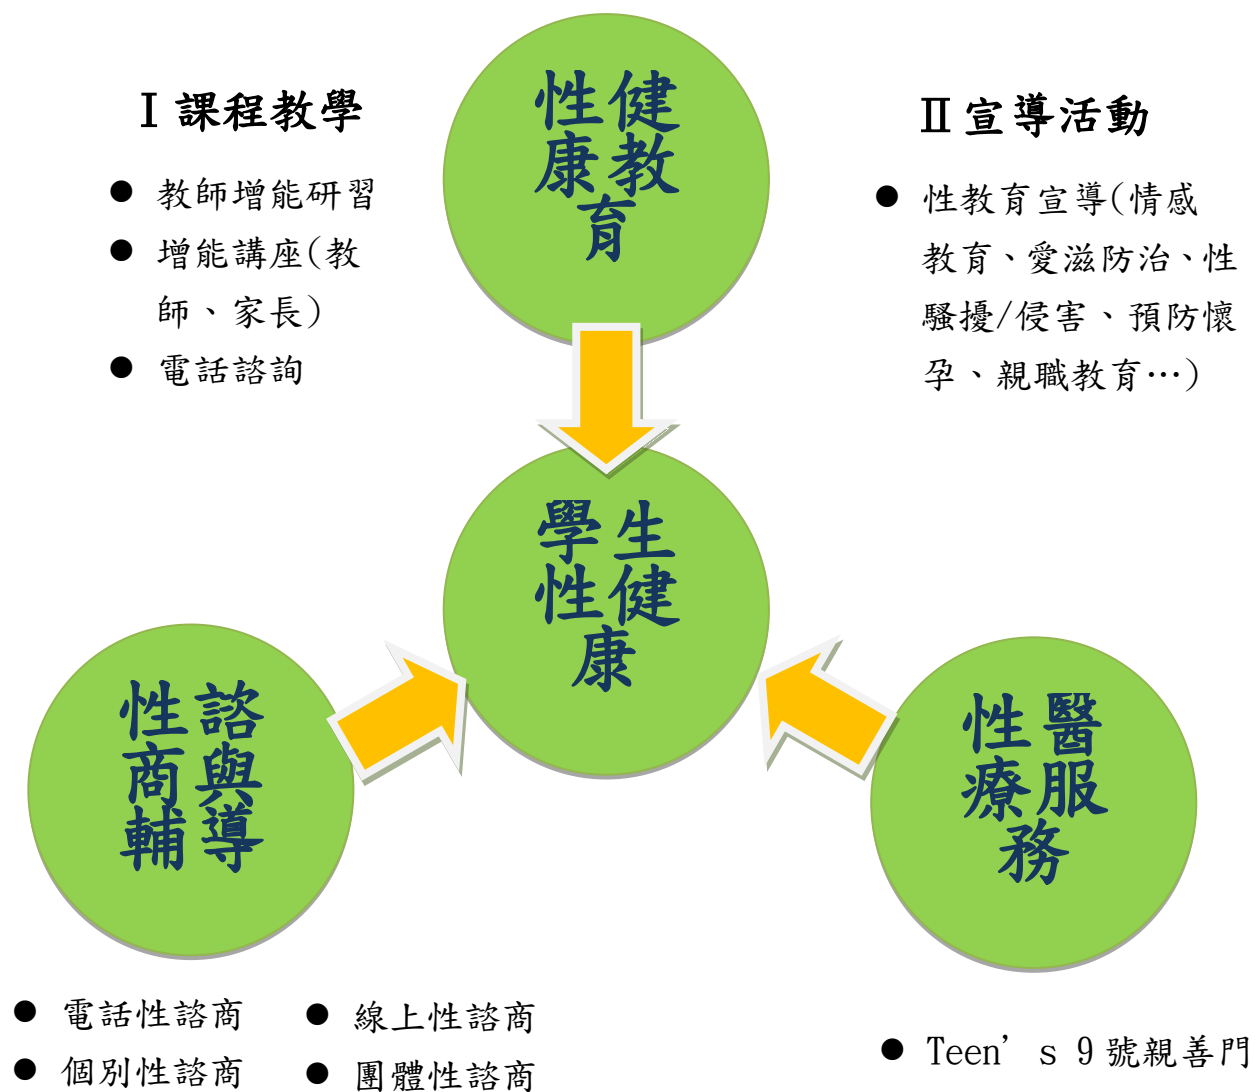 性健
康教
育
Ⅰ課程教學
● 教師增能研習
● 增能講座(教
師、家長)
● 電話諮詢
Ⅱ宣導活動
● 性教育宣導(情感
教育、愛滋防治、性
騷擾/侵害、預防懷
孕、親職教育…)
學生
性健
康
性諮
商與
輔導
性醫
療服
務
● 電話性諮商
● 線上性諮商
● 個別性諮商
● 團體性諮商
● Teen’s 9號親善門